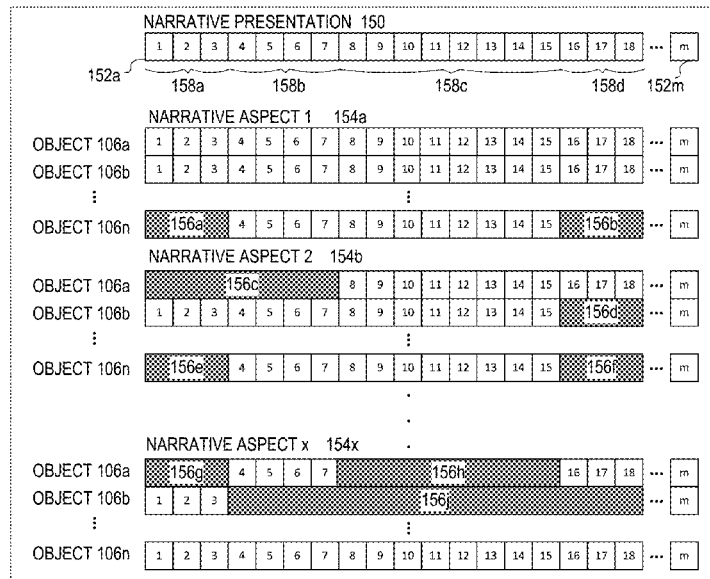 NARRATIVE PRESENTATION 150
1 2 3 4 5 6 7 8 9 10 11 12 13 14 15 16 17 18 ... m
152a 158a 158b 158c 158d 152m
NARRATIVE ASPECT 1 154a
OBJECT 106a 1 2 3 4 5 6 7 8 9 10 11 12 13 14 15 16 17 18 ... m
OBJECT 106b 1 2 3 4 5 6 7 8 9 10 11 12 13 14 15 16 17 18 ... m
OBJECT 106n 156a 4 5 6 7 8 9 10 11 12 13 14 15 156b ... m
NARRATIVE ASPECT 2 154b
OBJECT 106a 156c 8 9 10 11 12 13 14 15 16 17 18 ... m
OBJECT 106b 1 2 3 4 5 6 7 8 9 10 11 12 13 14 15 156d ... m
OBJECT 106n 156e 4 5 6 7 8 9 10 11 12 13 14 15 156f ... m
NARRATIVE ASPECT x 154x
OBJECT 106a 156g 4 5 6 7 156h 16 17 18 ... m
OBJECT 106b 1 2 3 156j ... m
OBJECT 106n 1 2 3 4 5 6 7 8 9 10 11 12 13 14 15 16 17 18 ... m